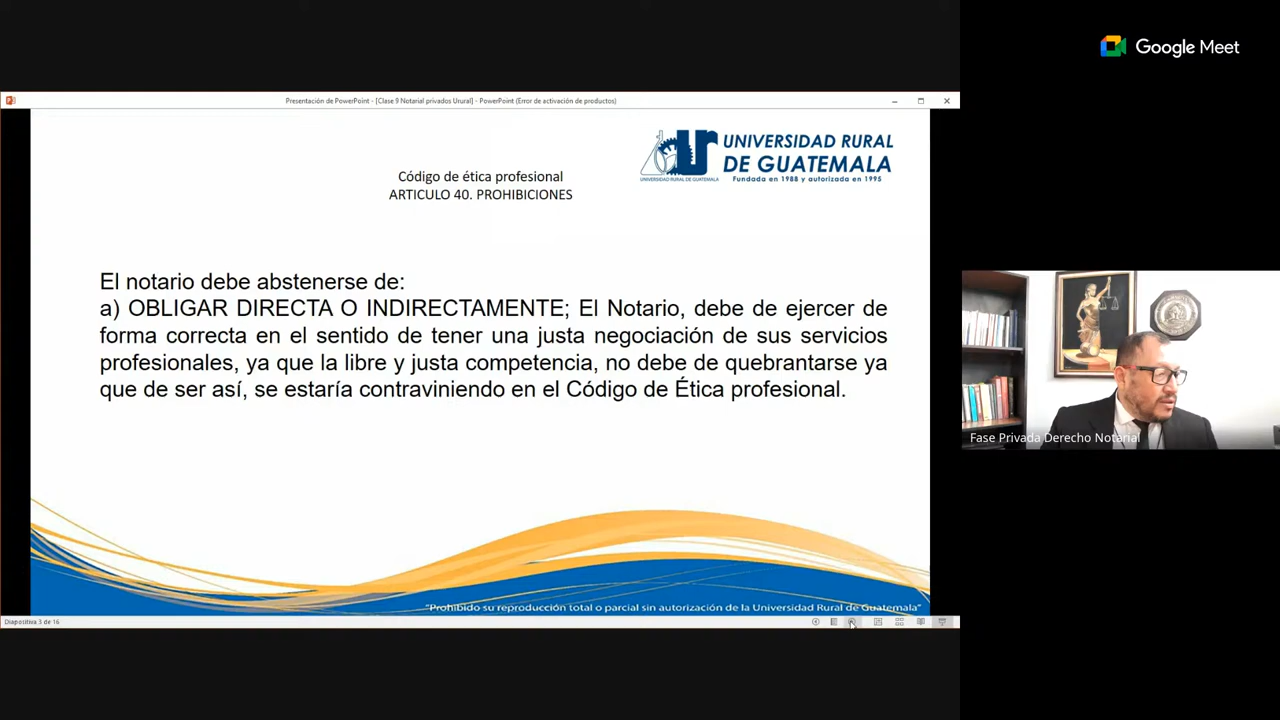 Google Meet
Presentación de PowerPoint - [Clase 9 Notarial privados Urural] - PowerPoint (Error de activación de productos)
UNIVERSIDAD RURAL
DE GUATEMALA
Fundada en 1988 y autorizada en 1995
UNIVERSIDAD RURAL DE GUATEMALA
Código de ética profesional
ARTICULO 40. PROHIBICIONES
El notario debe abstenerse de:
a) OBLIGAR DIRECTA O INDIRECTAMENTE; El Notario, debe de ejercer de
forma correcta en el sentido de tener una justa negociación de sus servicios
profesionales, ya que la libre y justa competencia, no debe de quebrantarse ya
que de ser así, se estaría contraviniendo en el Código de Ética profesional.
Fase Privada Derecho Notarial
"Prohibido su reproducción total o parcial sin autorización de la Universidad Rural de Guatemala"
Diapositiva 3 de 16